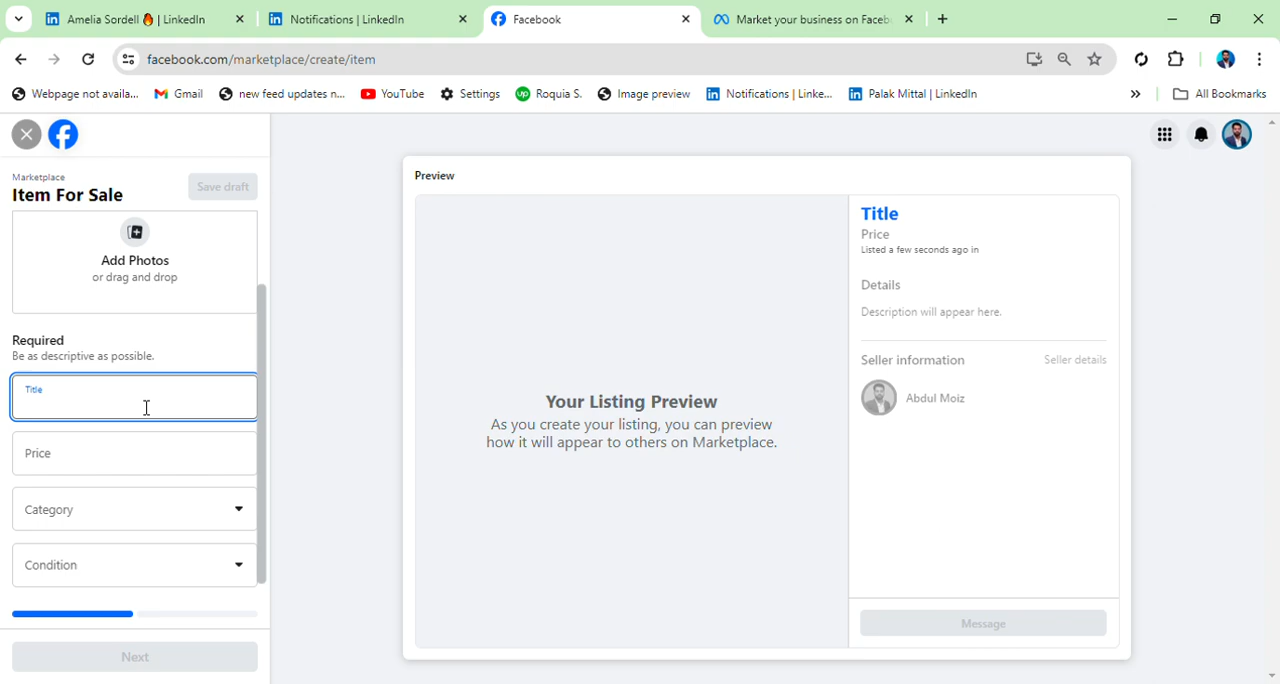 Amelia Sordell🔥 | LinkedIn
Notifications | LinkedIn
Facebook
Market your business on Faceb
facebook.com/marketplace/create/item
Webpage not availa...
Gmail
new feed updates n...
YouTube
Settings
Roquia S.
Image preview
Notifications | Linke...
Palak Mittal | LinkedIn
All Bookmarks
Marketplace
Item For Sale
Save draft
Add Photos
or drag and drop
Required
Be as descriptive as possible.
Title
Price
Category
Condition
Next
Preview
Your Listing Preview
As you create your listing, you can preview
how it will appear to others on Marketplace.
Title
Price
Listed a few seconds ago in
Details
Description will appear here.
Seller information
Seller details
Abdul Moiz
Message